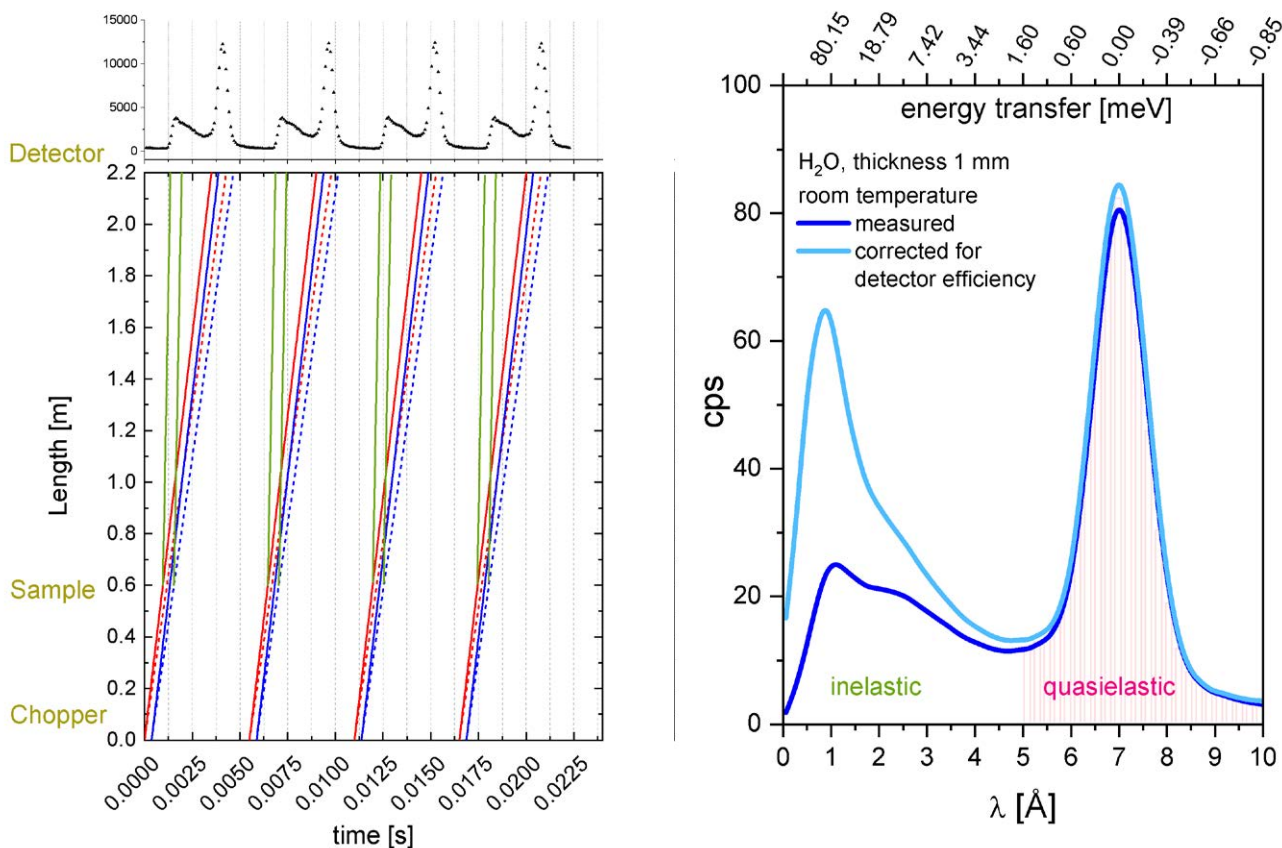 15000
10000
5000
0
Detector
2.2
2.0
1.8
1.6
1.4
1.2
1.0
0.8
0.6
0.4
0.2
0.0
Length [m]
Sample
Chopper
0.0000
0.0025
0.0050
0.0075
0.0100
0.0125
0.0150
0.0175
0.0200
0.0225
time [s]
80.15
18.79
7.42
3.44
1.60
0.60
0.00
-0.39
-0.66
-0.85
energy transfer [meV]
H₂O, thickness 1 mm
room temperature
measured
corrected for
detector efficiency
100
80
60
40
20
0
cps
inelastic
quasielastic
0 1 2 3 4 5 6 7 8 9 10
λ [Å]